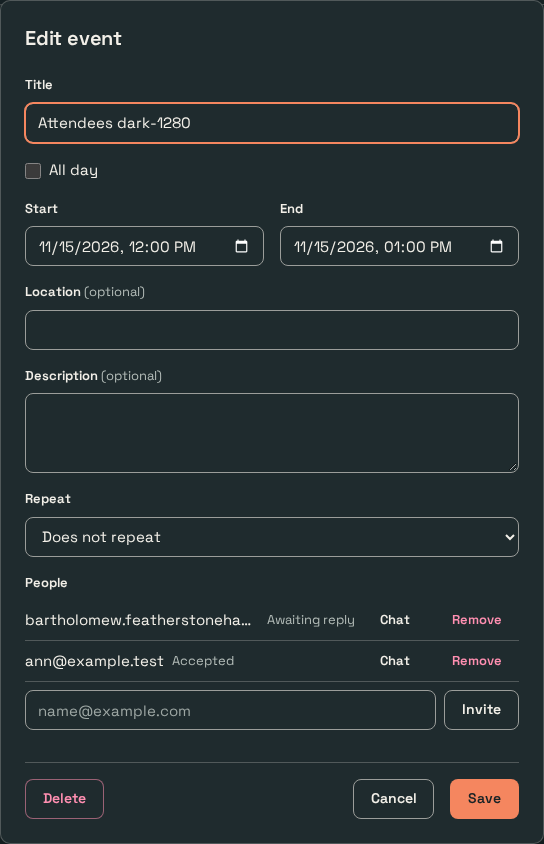 Edit event
Title
Attendees dark-1280
All day
Start End
11/15/2026, 12:00 PM 11/15/2026, 01:00 PM
Location (optional)
Description (optional)
Repeat
Does not repeat
People
bartholomew.featherstoneha... Awaiting reply Chat Remove
ann@example.test Accepted Chat Remove
name@example.com Invite
Delete Cancel Save